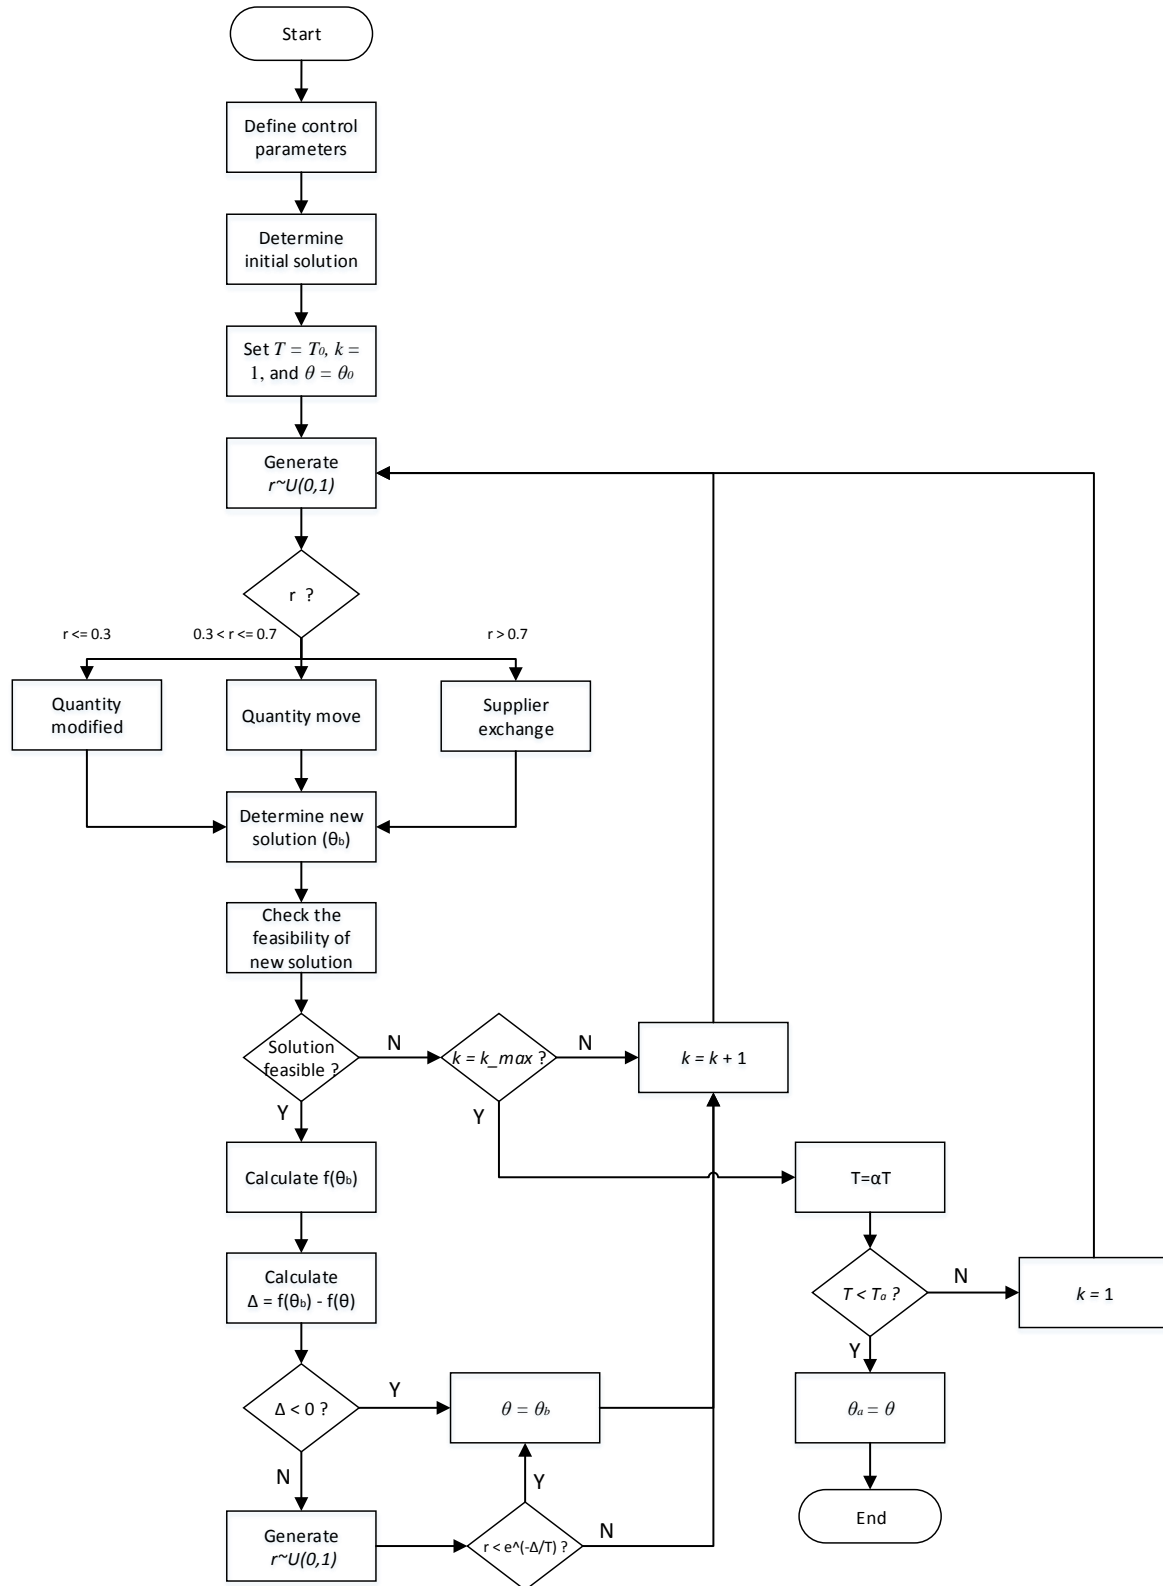 Start
Define control
parameters
Determine
initial solution
Set T = T₀, k =
1, and θ = θ₀
Generate
r~U(0,1)
r ?
r <= 0.3
0.3 < r <= 0.7
r > 0.7
Quantity
modified
Quantity move
Supplier
exchange
Determine new
solution (θb)
Check the
feasibility of
new solution
Solution
feasible ?
N
k = k_max ?
N
k = k + 1
Y
Y
Calculate f(θb)
T=αT
Calculate
Δ = f(θb) - f(θ)
T < Ta ?
N
k = 1
Y
Δ < 0 ?
Y
θ = θb
θa = θ
N
Y
Generate
r~U(0,1)
r < e^(-Δ/T) ?
N
End